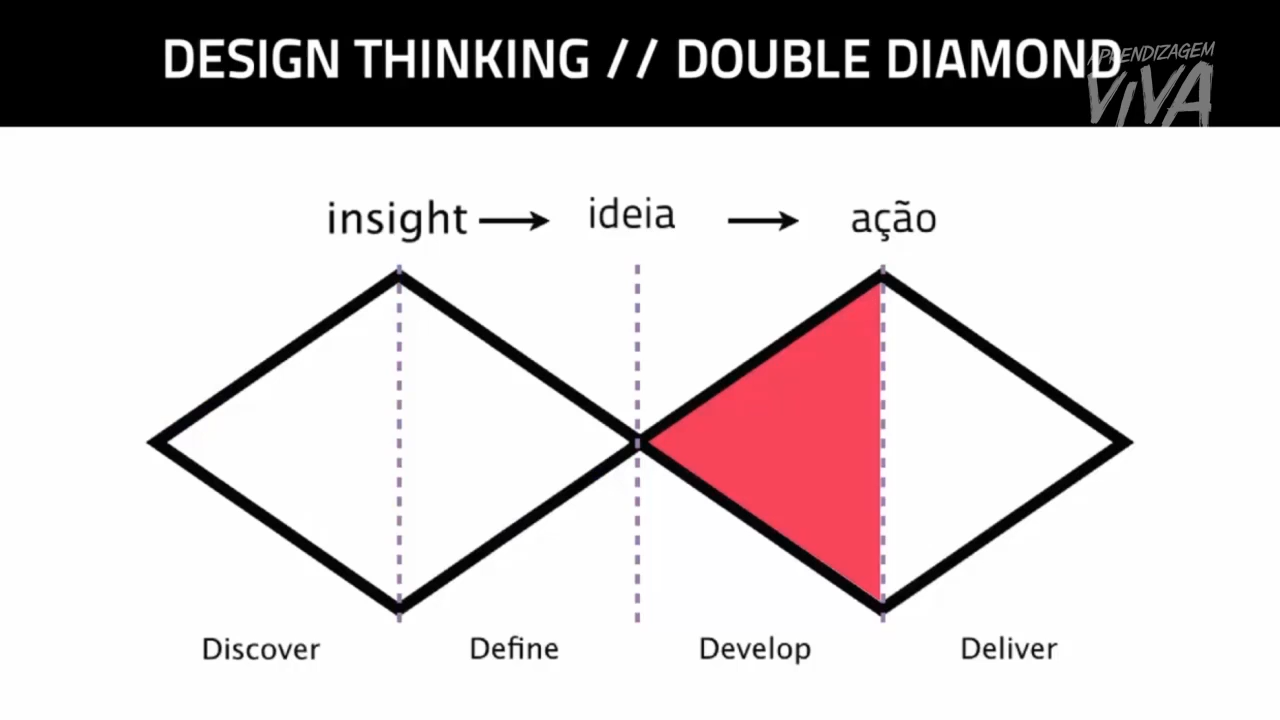 DESIGN THINKING // DOUBLE DIAMOND
APRENDIZAGEM
VIVA
insight → ideia → ação
Discover Define Develop Deliver